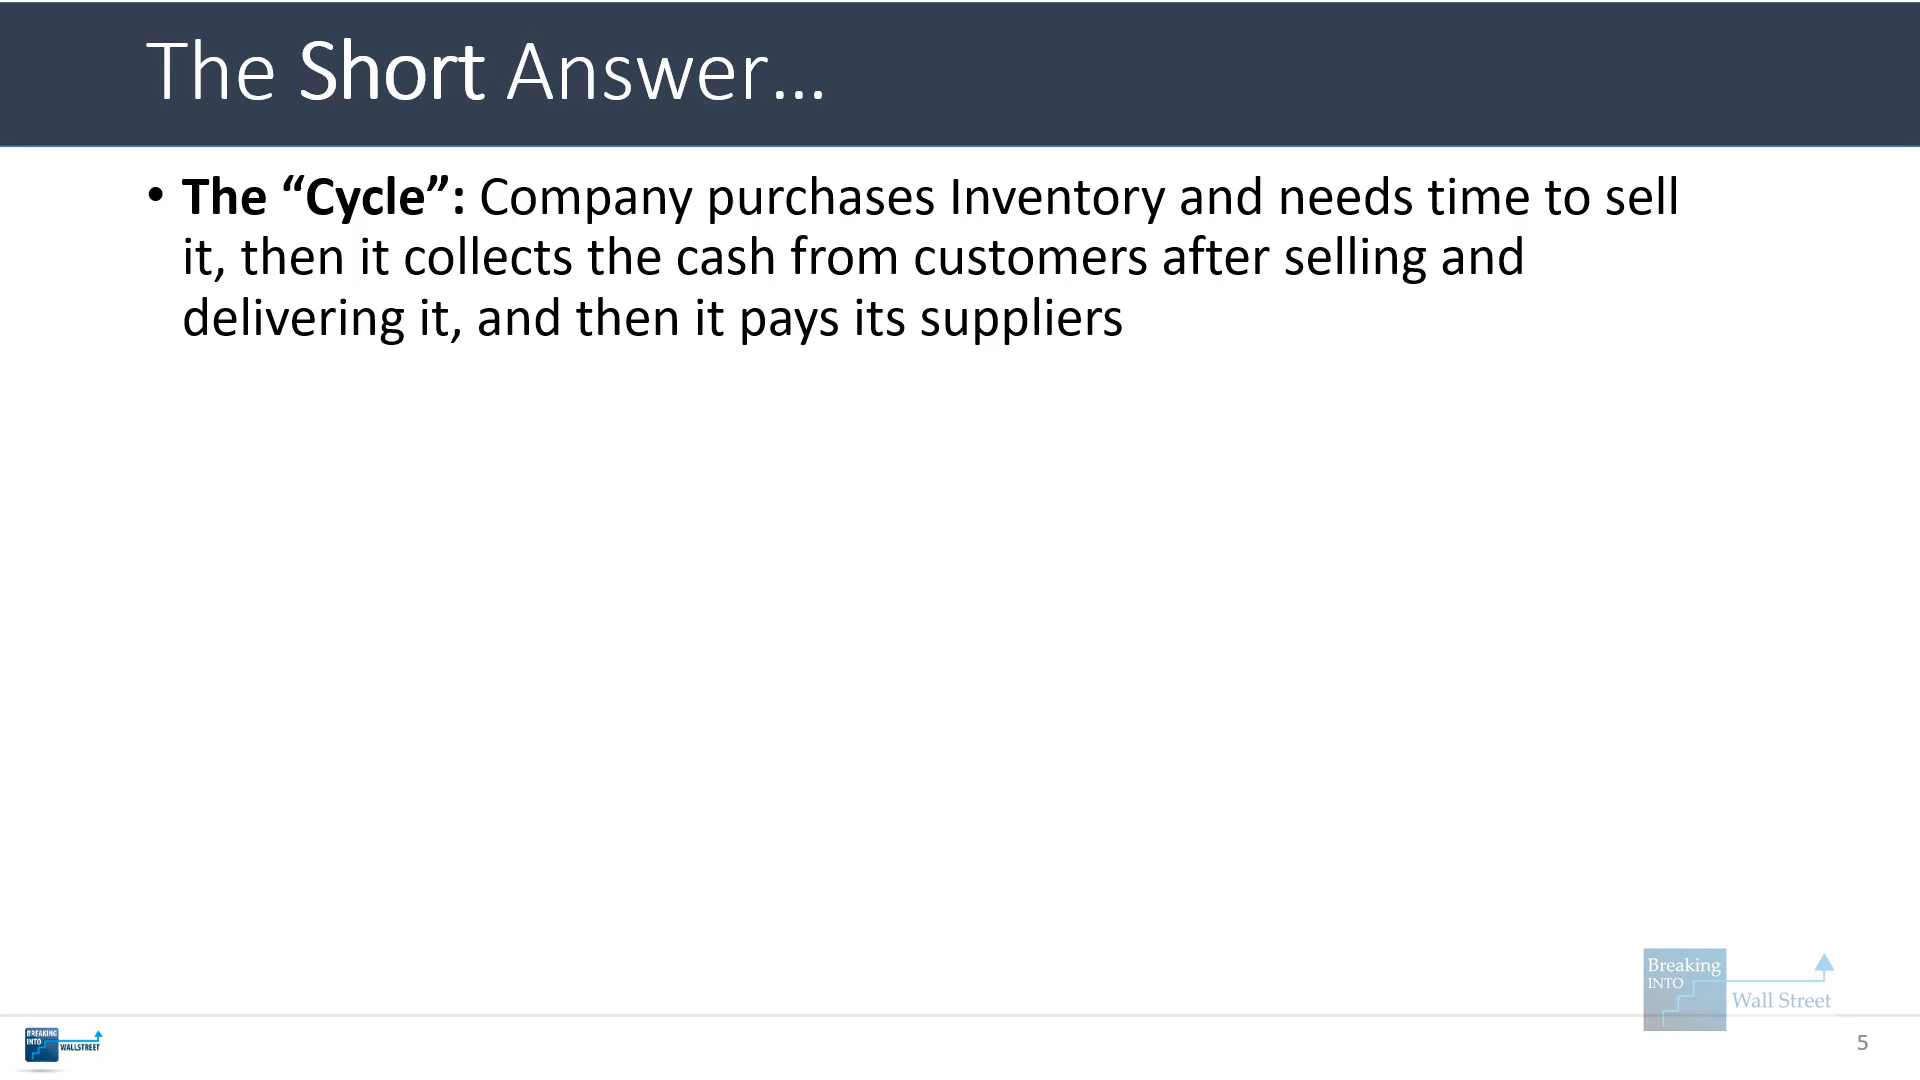 The Short Answer...
• The “Cycle”: Company purchases Inventory and needs time to sell
it, then it collects the cash from customers after selling and
delivering it, and then it pays its suppliers
Breaking
INTO
Wall Street
BREAKING
INTO
WALLSTREET
5